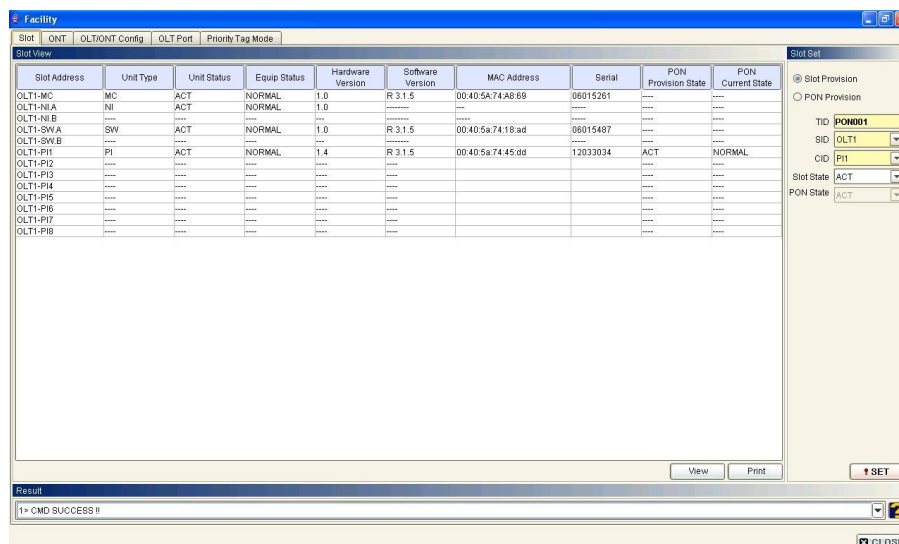 Facility
Slot ONT OLT/ONT Config OLT Port Priority Tag Mode
Slot View
Slot Address Unit Type Unit Status Equip Status Hardware Version Software Version MAC Address Serial PON Provision State PON Current State
OLT1-MC MC ACT NORMAL 1.0 R 3.1.5 00:40:5A:74:A8:69 06015261 ----
OLT1-NI.A NI ACT NORMAL 1.0 -------- --- ----- ---- ----
OLT1-NI.B ---- ---- ---- --- -------- ----- ----- ---- ----
OLT1-SW.A SW ACT NORMAL 1.0 R 3.1.5 00:40:5a:74:18:ad 06015487 ---- ----
OLT1-SW.B ---- ---- ---- --- -------- ----- ---- ----
OLT1-PI1 PI ACT NORMAL 1.4 R 3.1.5 00:40:5a:74:45:dd 12033034 ACT NORMAL
OLT1-PI2 ---- ---- ---- ---- ---- ---- ----
OLT1-PI3 ---- ---- ---- ---- ---- ---- ----
OLT1-PI4 ---- ---- ---- ---- ---- ---- ----
OLT1-PI5 ---- ---- ---- ---- ---- ---- ----
OLT1-PI6 ---- ---- ---- ---- ---- ---- ----
OLT1-PI7 ---- ---- ---- ---- ---- ---- ----
OLT1-PI8 ---- ---- ---- ---- ---- ---- ----
View Print
Slot Set
Slot Provision
PON Provision
TID PON001
SID OLT1
CID PI1
Slot State ACT
PON State ACT
! SET
Result
1> CMD SUCCESS !!
?